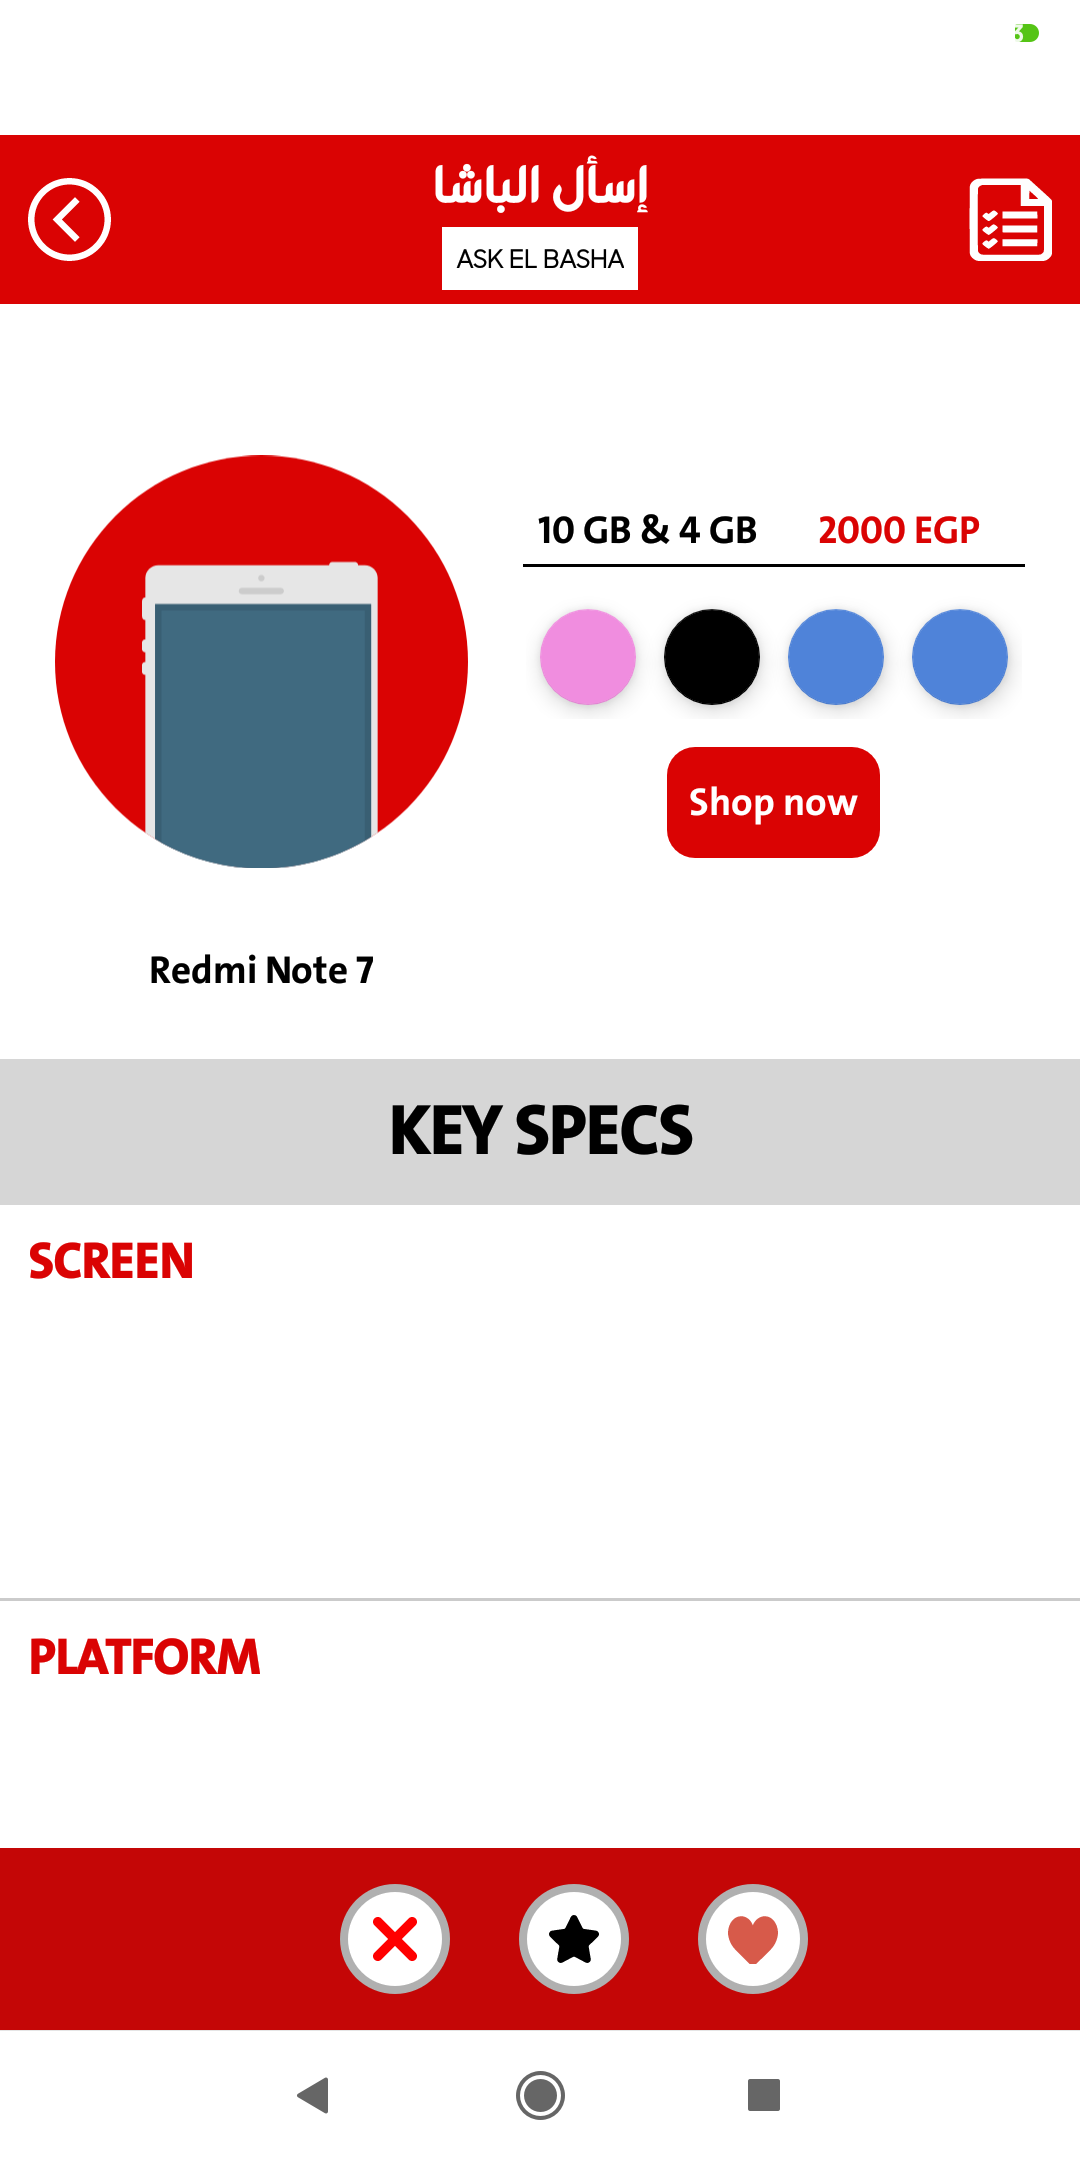 إسأل الباشا
ASK EL BASHA
10 GB & 4 GB 2000 EGP
Shop now
Redmi Note 7
KEY SPECS
SCREEN
PLATFORM